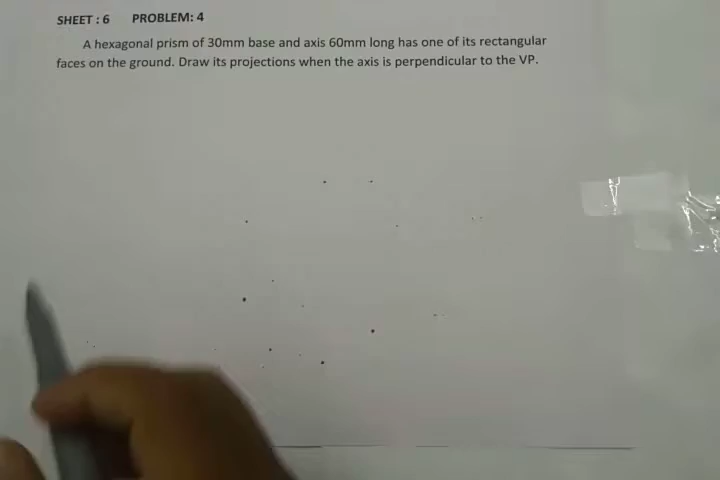 SHEET : 6 PROBLEM: 4
A hexagonal prism of 30mm base and axis 60mm long has one of its rectangular
faces on the ground. Draw its projections when the axis is perpendicular to the VP.